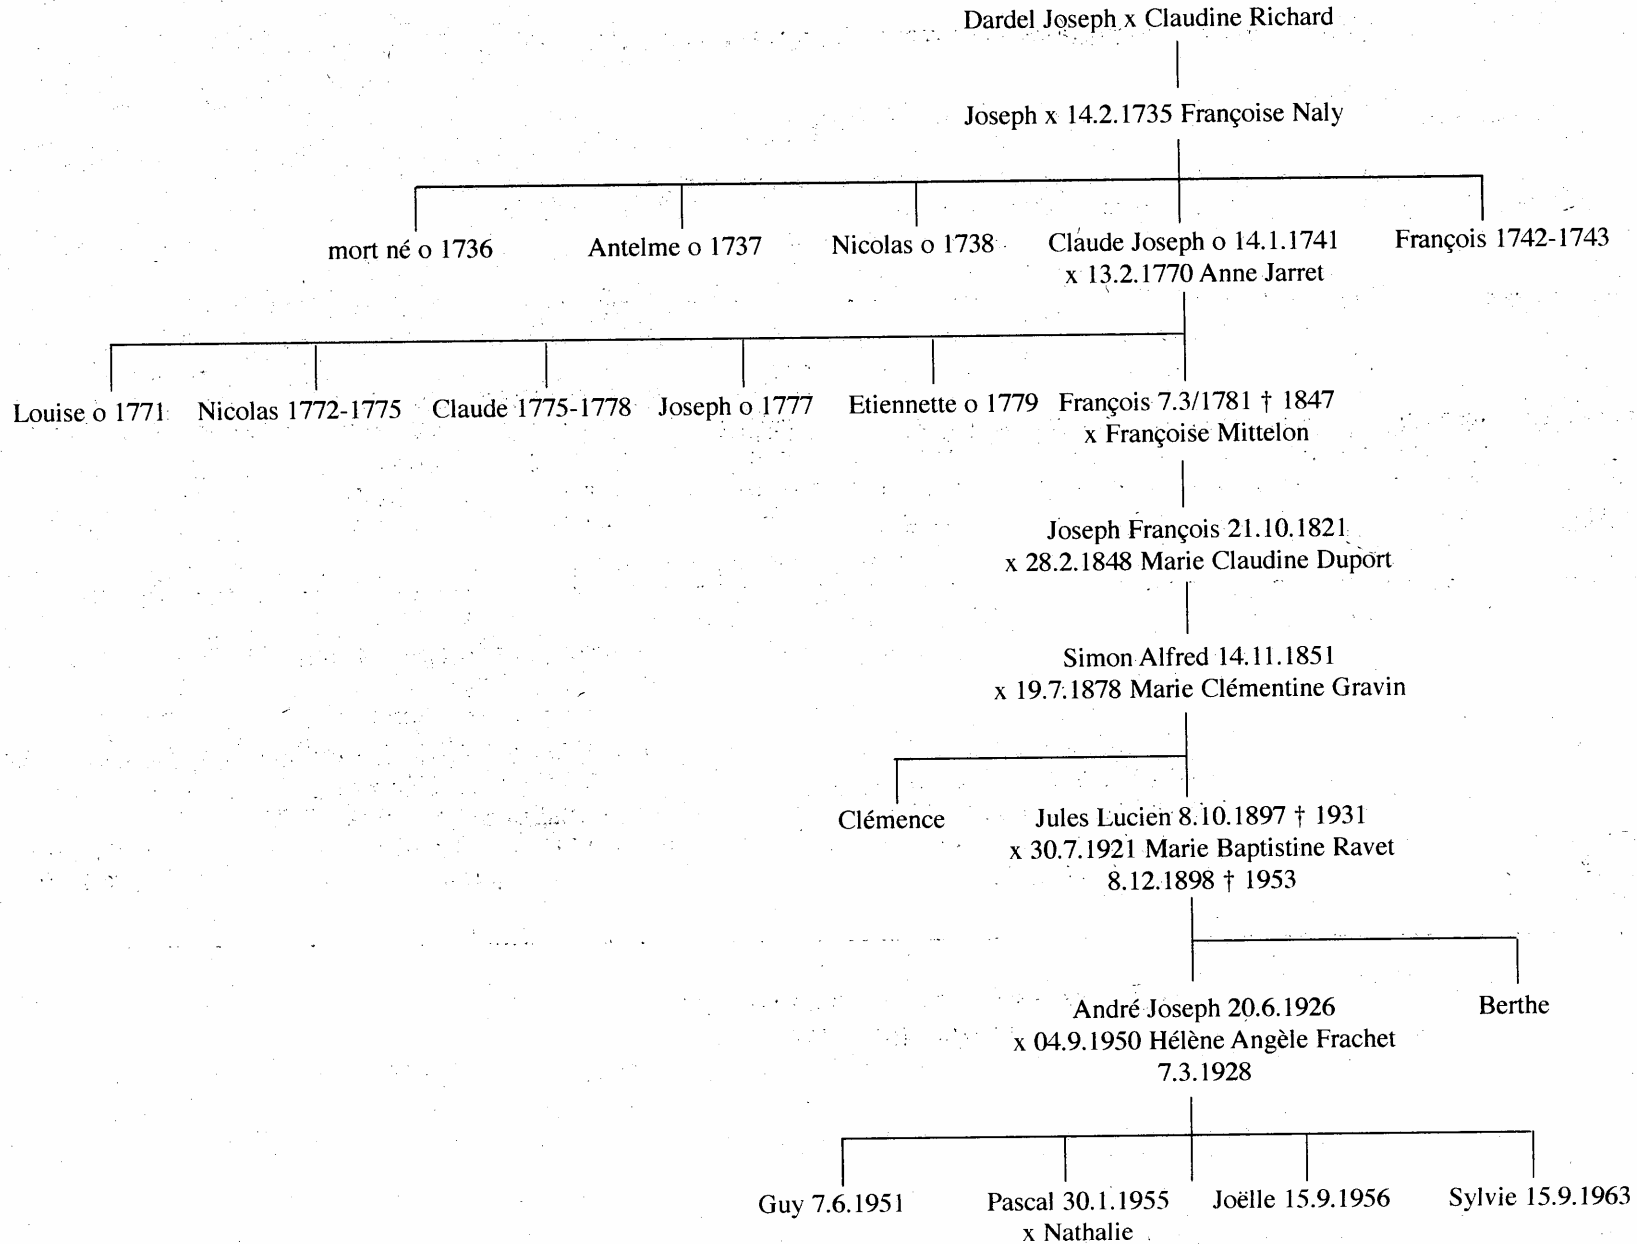 Dardel Joseph x Claudine Richard
Joseph x 14.2.1735 Françoise Naly
mort né o 1736
Antelme o 1737
Nicolas o 1738
Claude Joseph o 14.1.1741
x 13.2.1770 Anne Jarret
François 1742-1743
Louise o 1771
Nicolas 1772-1775
Claude 1775-1778
Joseph o 1777
Etiennette o 1779
François 7.3/1781 † 1847
x Françoise Mittelon
Joseph François 21.10.1821
x 28.2.1848 Marie Claudine Duport
Simon Alfred 14.11.1851
x 19.7.1878 Marie Clémentine Gravin
Clémence
Jules Lucien 8.10.1897 † 1931
x 30.7.1921 Marie Baptistine Ravet
8.12.1898 † 1953
André Joseph 20.6.1926
x 04.9.1950 Hélène Angèle Frachet
7.3.1928
Berthe
Guy 7.6.1951
Pascal 30.1.1955
x Nathalie
Joëlle 15.9.1956
Sylvie 15.9.1963